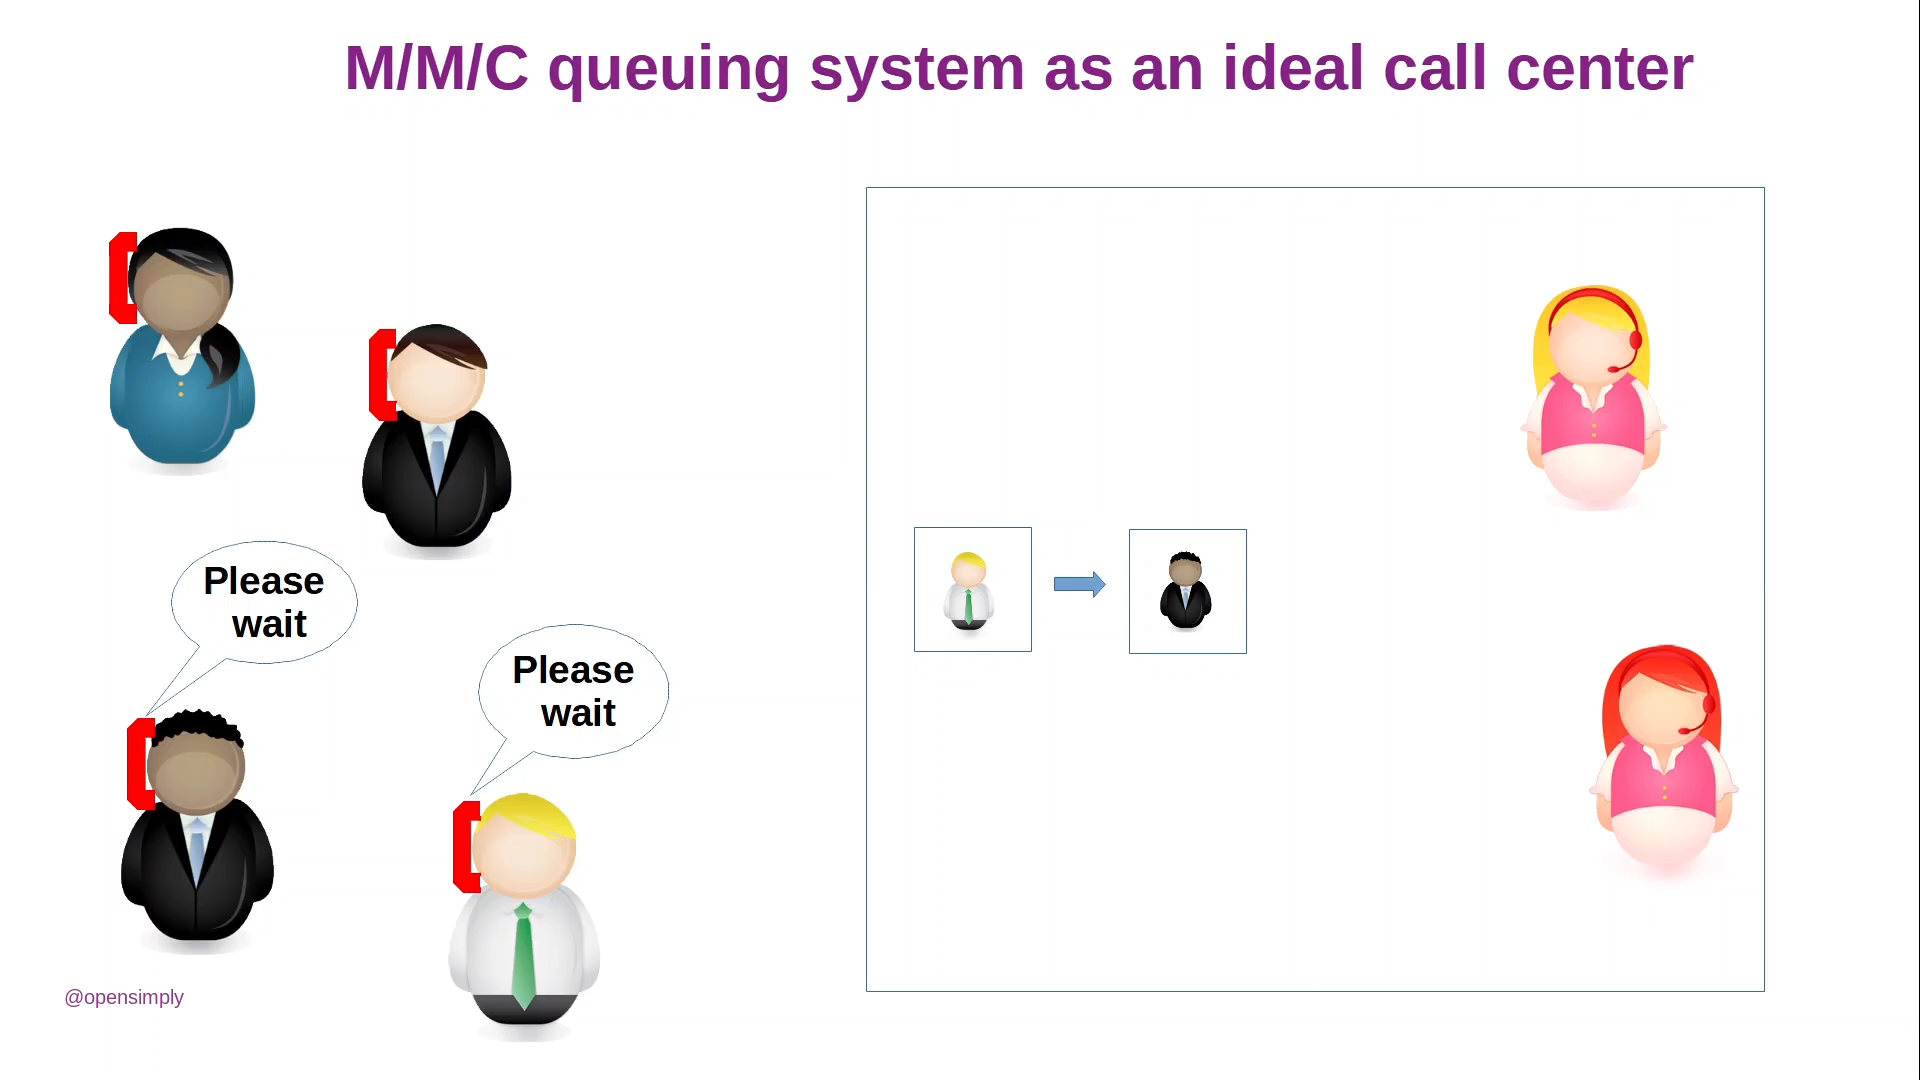 M/M/C queuing system as an ideal call center
Please
wait
Please
wait
@opensimply